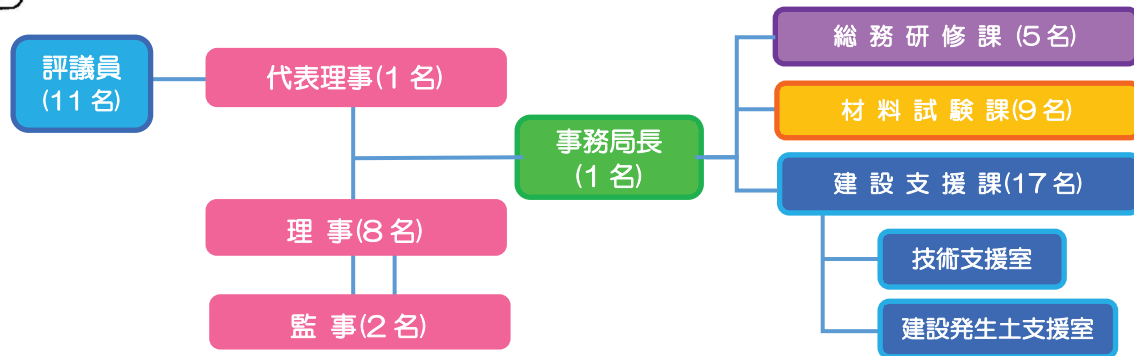 評議員
(11名)
代表理事(1名)
理 事(8名)
監 事(2名)
事務局長
(1名)
総 務 研 修 課 (5名)
材 料 試 験 課(9名)
建 設 支 援 課(17名)
技術支援室
建設発生土支援室